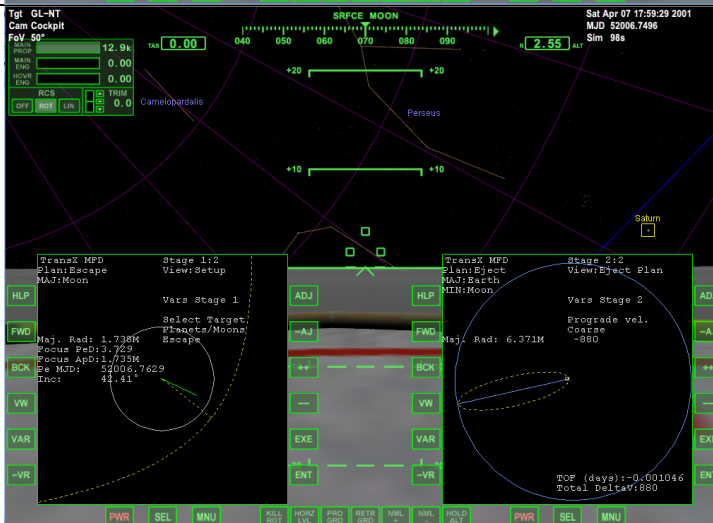 Tgt GL-NT
Cam Cockpit
FoV 50°
SRFCE MOON
Sat Apr 07 17:59:29 2001
MJD 52006.7496
Sim 98s
TAS 0.00
040 050 060 070 080 090
R 2.55 ALT
MAIN PROP 12.9k
MAIN ENG 0.00
HOVR ENG 0.00
RCS
OFF ROT LIN
TRIM
0.0
+20 +20
Camelopardalis
Perseus
+10 +10
Saturn
TransX MFD Stage 1:2
Plan:Escape View:Setup
MAJ:Moon
Vars Stage 1
Select Target
Planets/Moons
Escape
Maj. Rad: 1.738M
Focus PeD:3.729
Focus ApD:1.735M
Pe MJD: 52006.7629
Inc: 42.41°
HLP
FWD
BCK
VW
VAR
-VR
ADJ
-AJ
++
--
EXE
ENT
HLP
FWD
BCK
VW
VAR
-VR
TransX MFD Stage 2:2
Plan:Eject View:Eject Plan
MAJ:Earth
MIN:Moon
Vars Stage 2
Prograde vel.
Coarse
Maj. Rad: 6.371M -880
TOF (days):-0.001046
Total DeltaV:880
AD
-A
EX
EN
PWR SEL MNU
KILL ROT
HORZ LVL
PRO GRD
RETR GRD
NML +
NML -
HOLD ALT
PWR SEL MNU